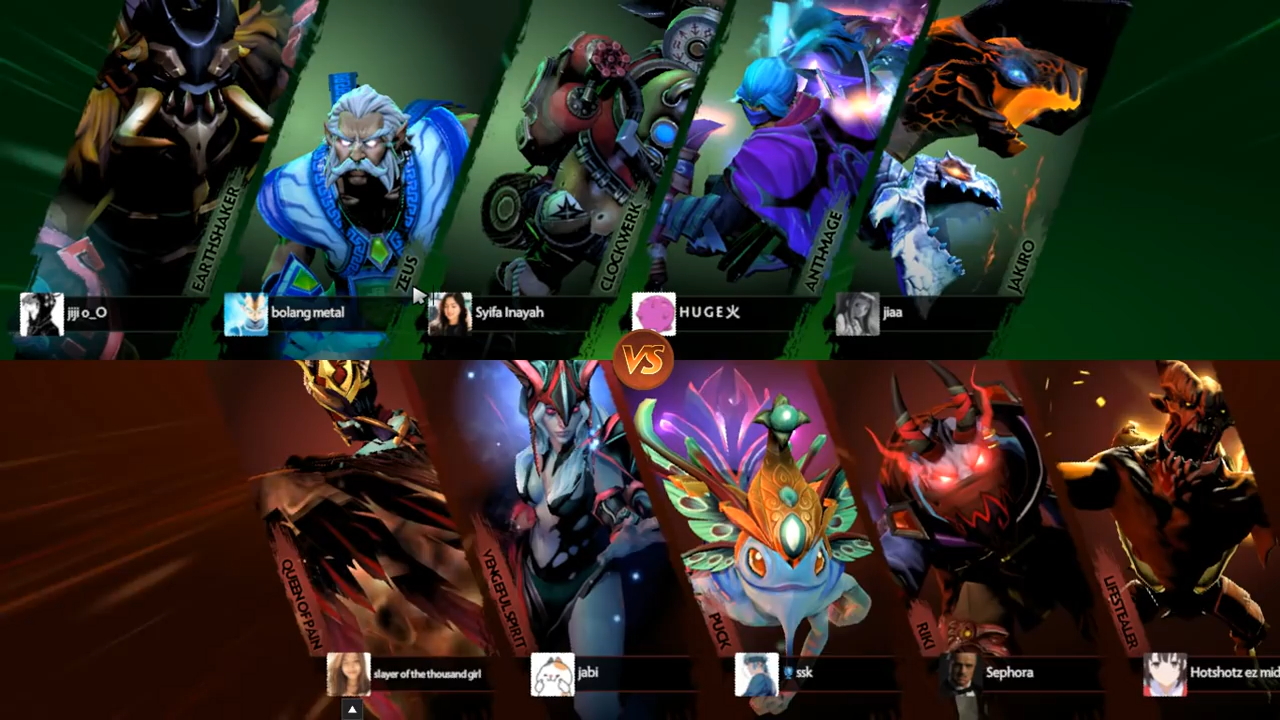 EARTHSHAKER
ZEUS
CLOCKWERK
ANTI-MAGE
JAKIRO
jiji o_O
bolang metal
Syifa Inayah
HUGE火
jiaa
VS
QUEEN OF PAIN
VENGEFUL SPIRIT
PUCK
RIKI
LIFESTEALER
slayer of the thousand girl
jabi
ssk
Sephora
Hotshotz ez mid